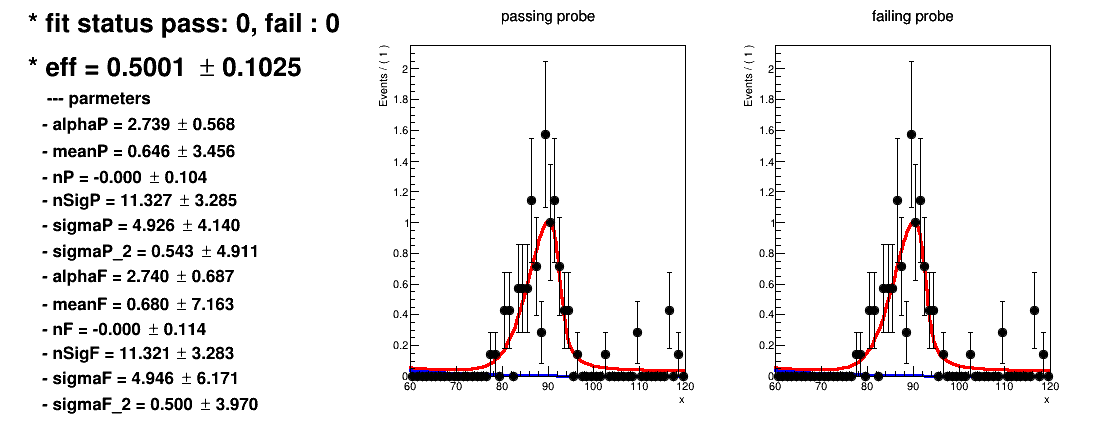 * fit status pass: 0, fail : 0
* eff = 0.5001 ± 0.1025
--- parmeters
- alphaP = 2.739 ± 0.568
- meanP = 0.646 ± 3.456
- nP = -0.000 ± 0.104
- nSigP = 11.327 ± 3.285
- sigmaP = 4.926 ± 4.140
- sigmaP_2 = 0.543 ± 4.911
- alphaF = 2.740 ± 0.687
- meanF = 0.680 ± 7.163
- nF = -0.000 ± 0.114
- nSigF = 11.321 ± 3.283
- sigmaF = 4.946 ± 6.171
- sigmaF_2 = 0.500 ± 3.970
passing probe
Events / ( 1 )
2
1.8
1.6
1.4
1.2
1
0.8
0.6
0.4
0.2
0
60 70 80 90 100 110 120
x
failing probe
Events / ( 1 )
2
1.8
1.6
1.4
1.2
1
0.8
0.6
0.4
0.2
0
60 70 80 90 100 110 120
x